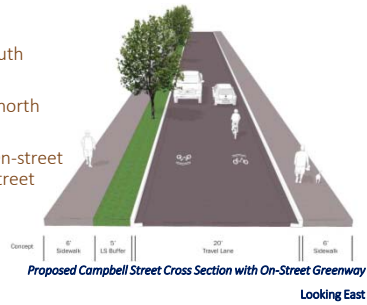 uth
north
n-street
treet
Concept
6'
Sidewalk
5'
LS Buffer
20'
Travel Lane
6'
Sidewalk
Proposed Campbell Street Cross Section with On-Street Greenway
Looking East